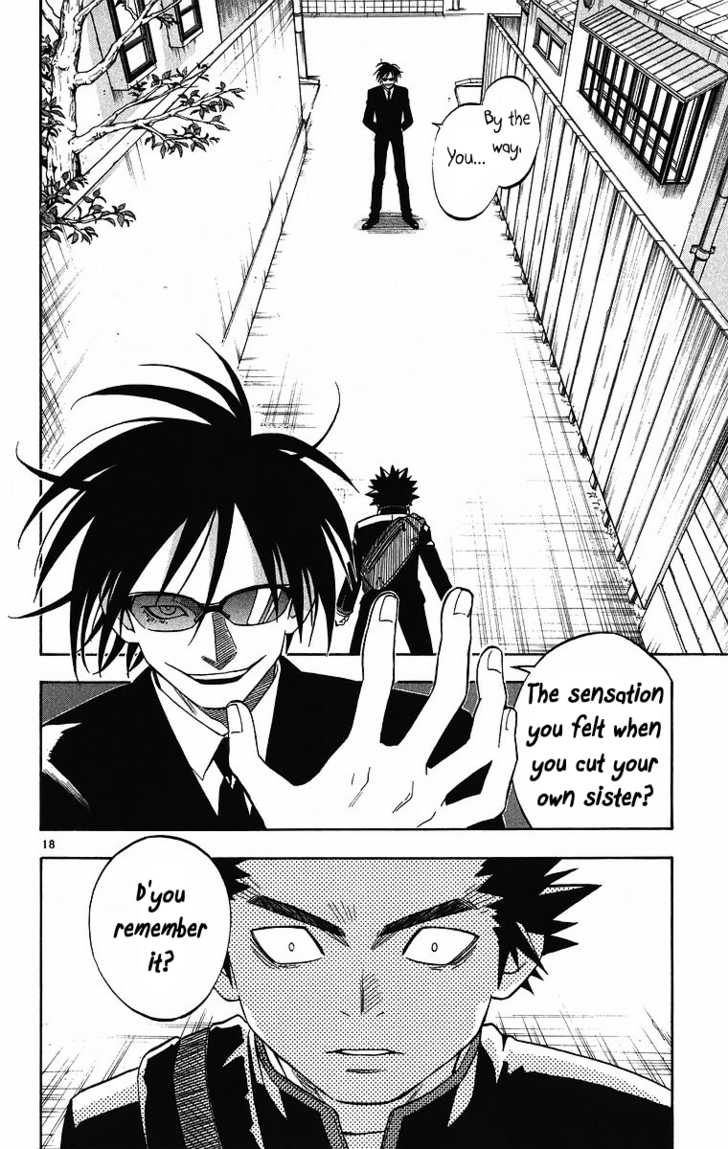 By the
way,
You...
The sensation
you felt when
you cut your
own sister?
18
D'you
remember
it?